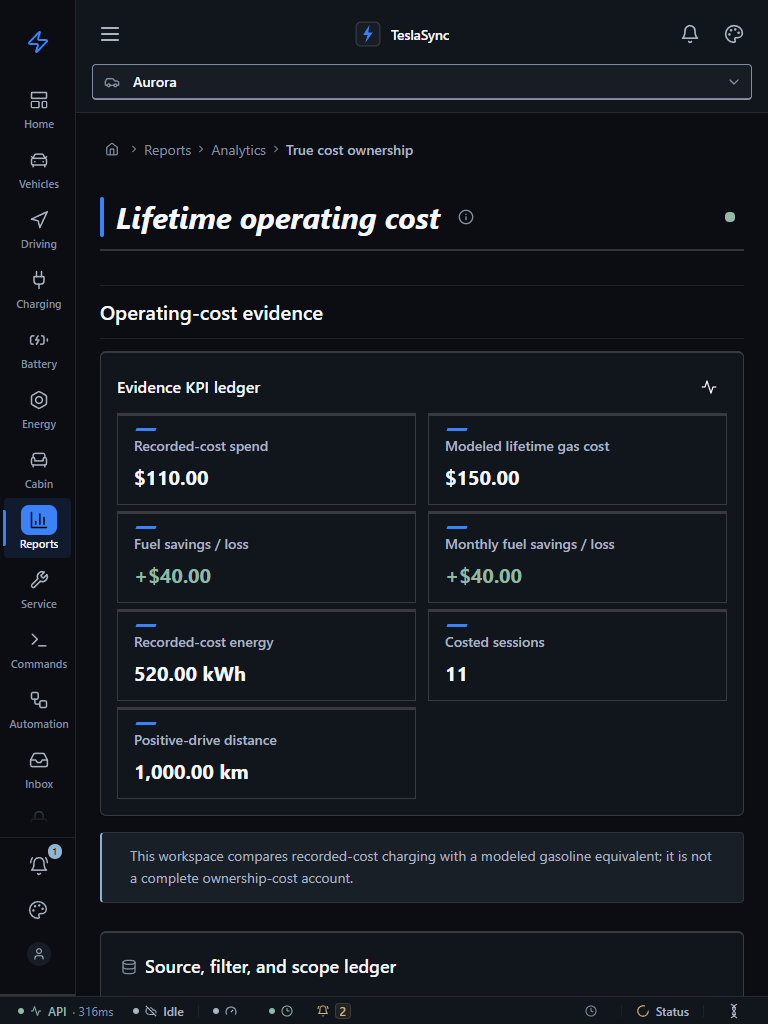 TeslaSync
Aurora
Home
Vehicles
Driving
Charging
Battery
Energy
Cabin
Reports
Service
Commands
Automation
Inbox
1
Reports
Analytics
True cost ownership
Lifetime operating cost
Operating-cost evidence
Evidence KPI ledger
Recorded-cost spend
$110.00
Modeled lifetime gas cost
$150.00
Fuel savings / loss
+$40.00
Monthly fuel savings / loss
+$40.00
Recorded-cost energy
520.00 kWh
Costed sessions
11
Positive-drive distance
1,000.00 km
This workspace compares recorded-cost charging with a modeled gasoline equivalent; it is not
a complete ownership-cost account.
Source, filter, and scope ledger
API · 316ms
Idle
2
Status